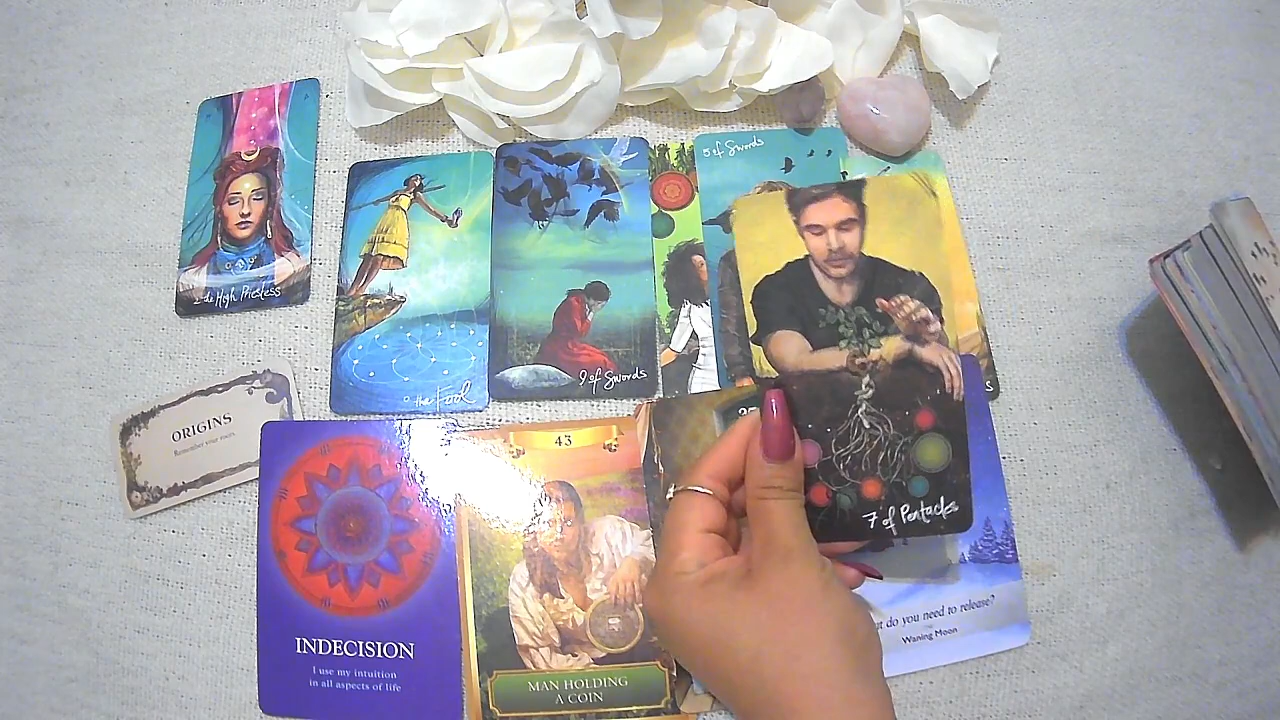 2 the High Priestess
0 the Fool
9 of Swords
5 of Swords
7 of Pentacles
ORIGINS
Remember your roots
INDECISION
I use my intuition
in all aspects of life
43
MAN HOLDING
A COIN
do you need to release?
Waning Moon